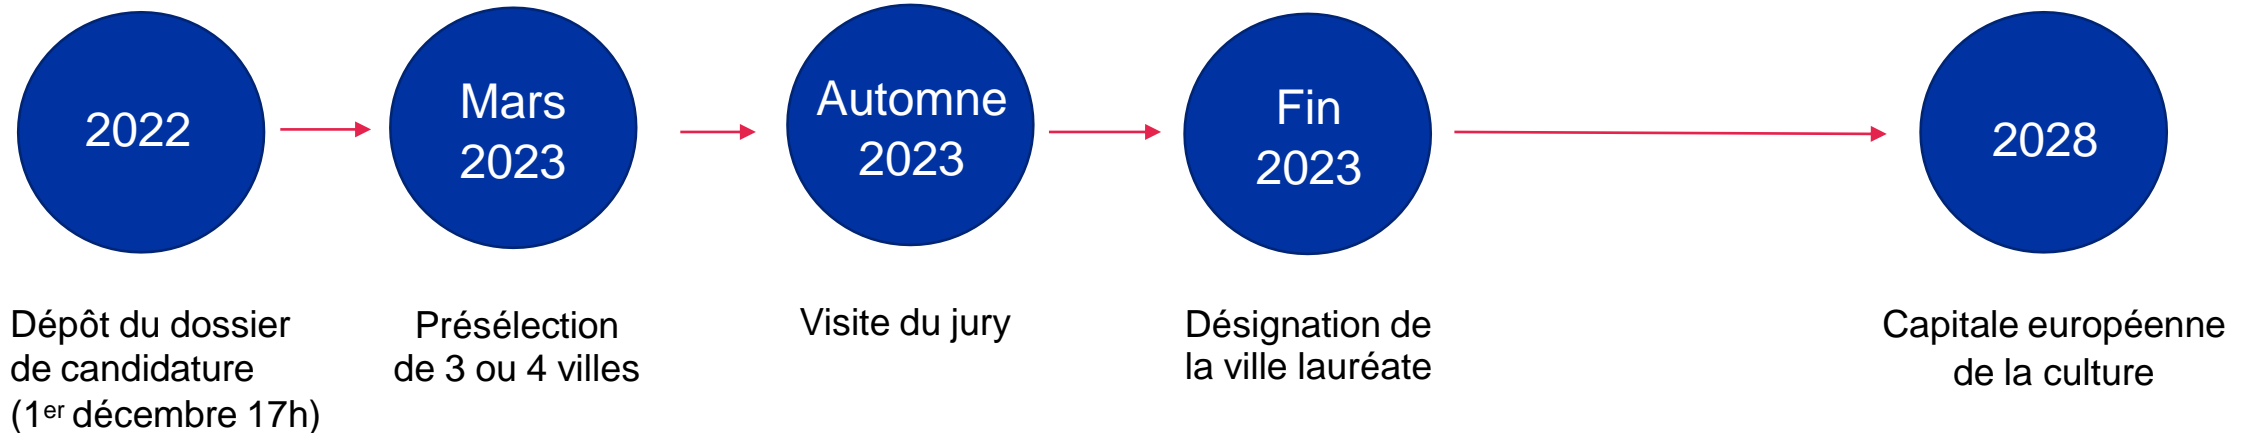 2022
Mars
2023
Automne
2023
Fin
2023
2028
Dépôt du dossier
de candidature
(1er décembre 17h)
Présélection
de 3 ou 4 villes
Visite du jury
Désignation de
la ville lauréate
Capitale européenne
de la culture